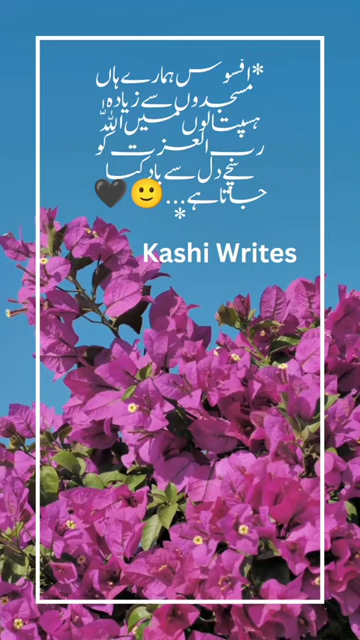 *افسوس ہمارے ہاں
مسجدوں سے زیادہ
ہسپتالوں میں اللہ
رب العزت کو
سچے دل سے یاد کیا
جاتا ہے...🙂🖤
*
Kashi Writes